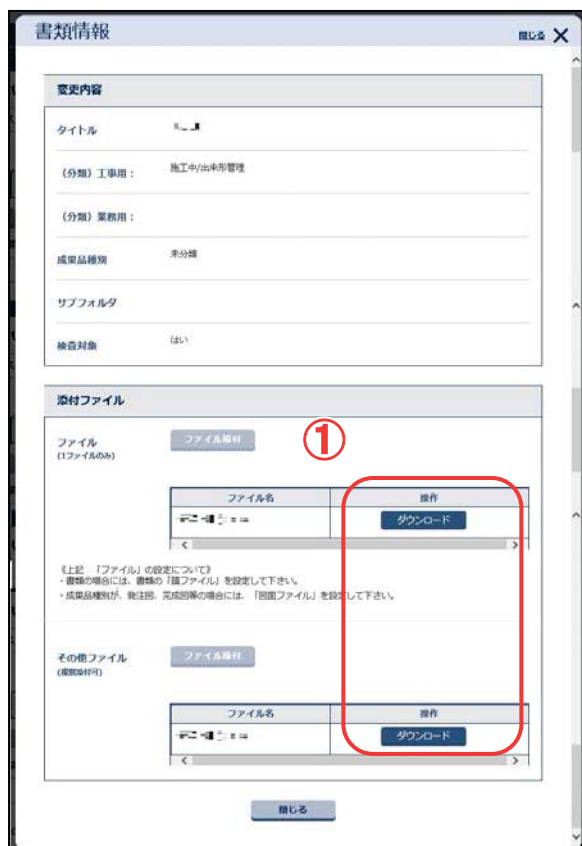 書類情報
閉じる ×
変更内容
タイトル
(分類)工事用: 施工中/出来形管理
(分類)業務用:
成果品種別 未分類
サブフォルダ
検査対象 はい
添付ファイル
ファイル
(1ファイルのみ)
ファイル添付
①
ファイル名 操作
ダウンロード
《上記 「ファイル」の設定について》
・書類の場合には、書類の「鑑ファイル」を設定して下さい。
・成果品種別が、発注図、完成図等の場合には、「図面ファイル」を設定して下さい。
その他ファイル
(複数添付可)
ファイル添付
ファイル名 操作
ダウンロード
閉じる